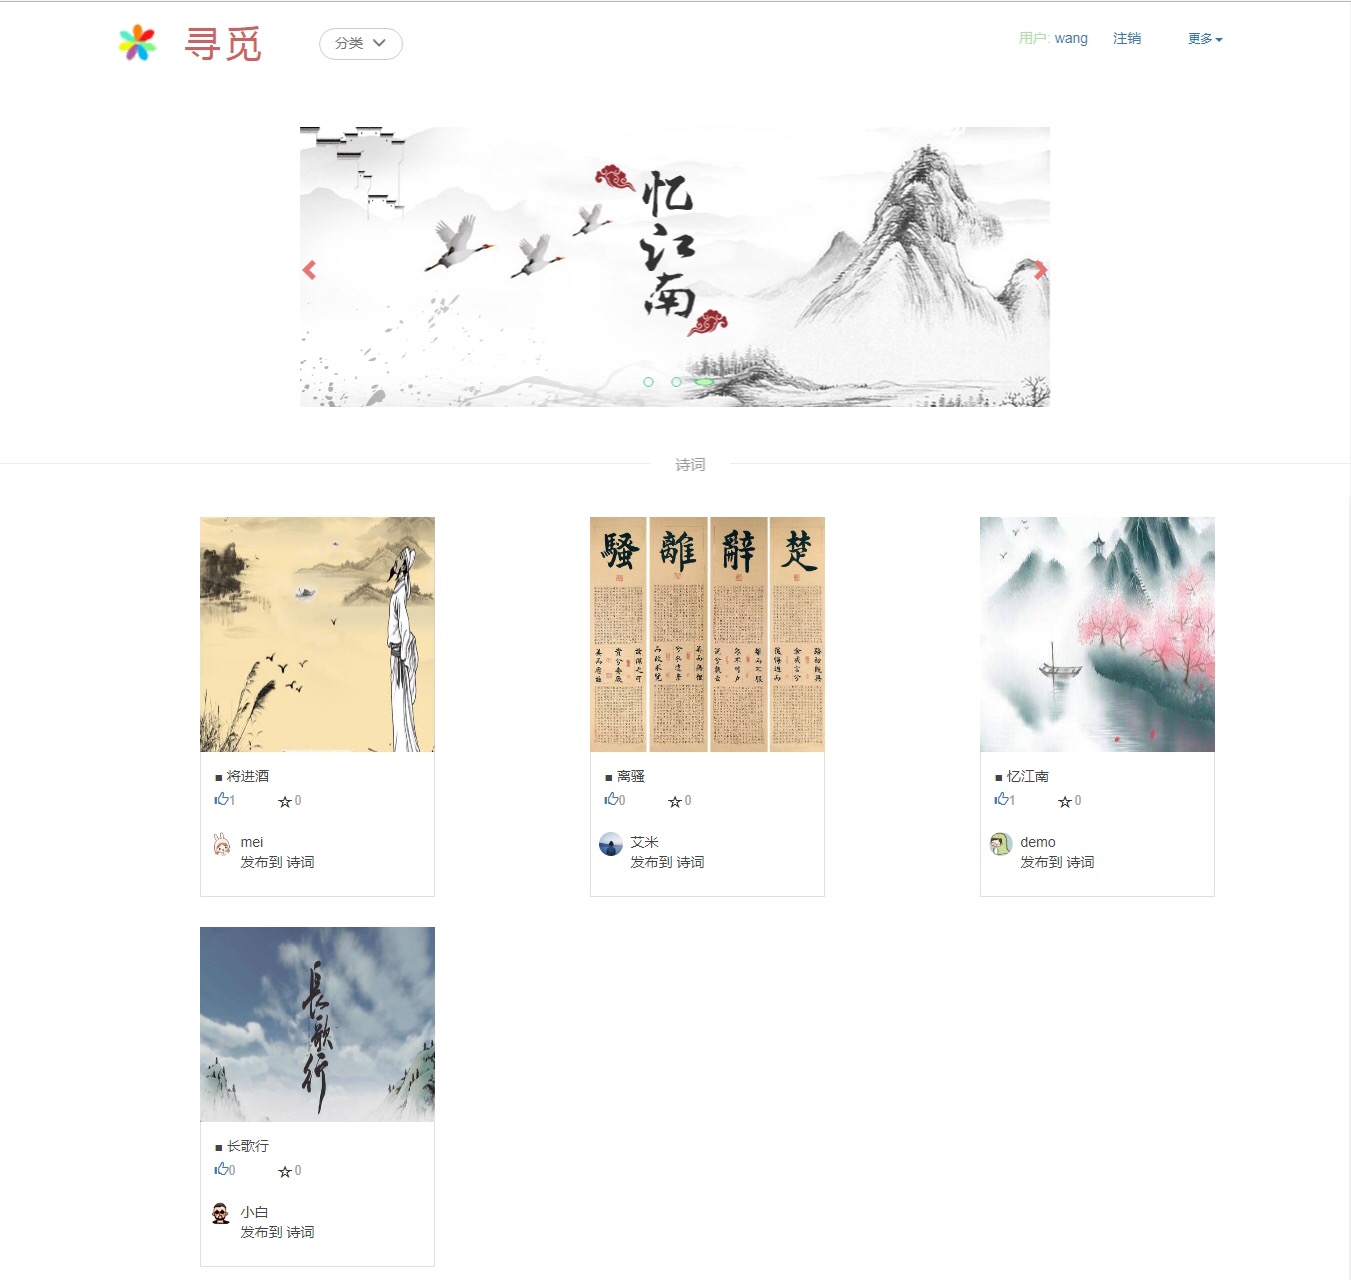 寻觅
分类
用户: wang 注销 更多
忆江南
诗词
騷 離 辭 楚
■ 将进酒
1 0
mei
发布到 诗词
■ 离骚
0 0
艾米
发布到 诗词
■ 忆江南
1 0
demo
发布到 诗词
長歌行
■ 长歌行
0 0
小白
发布到 诗词